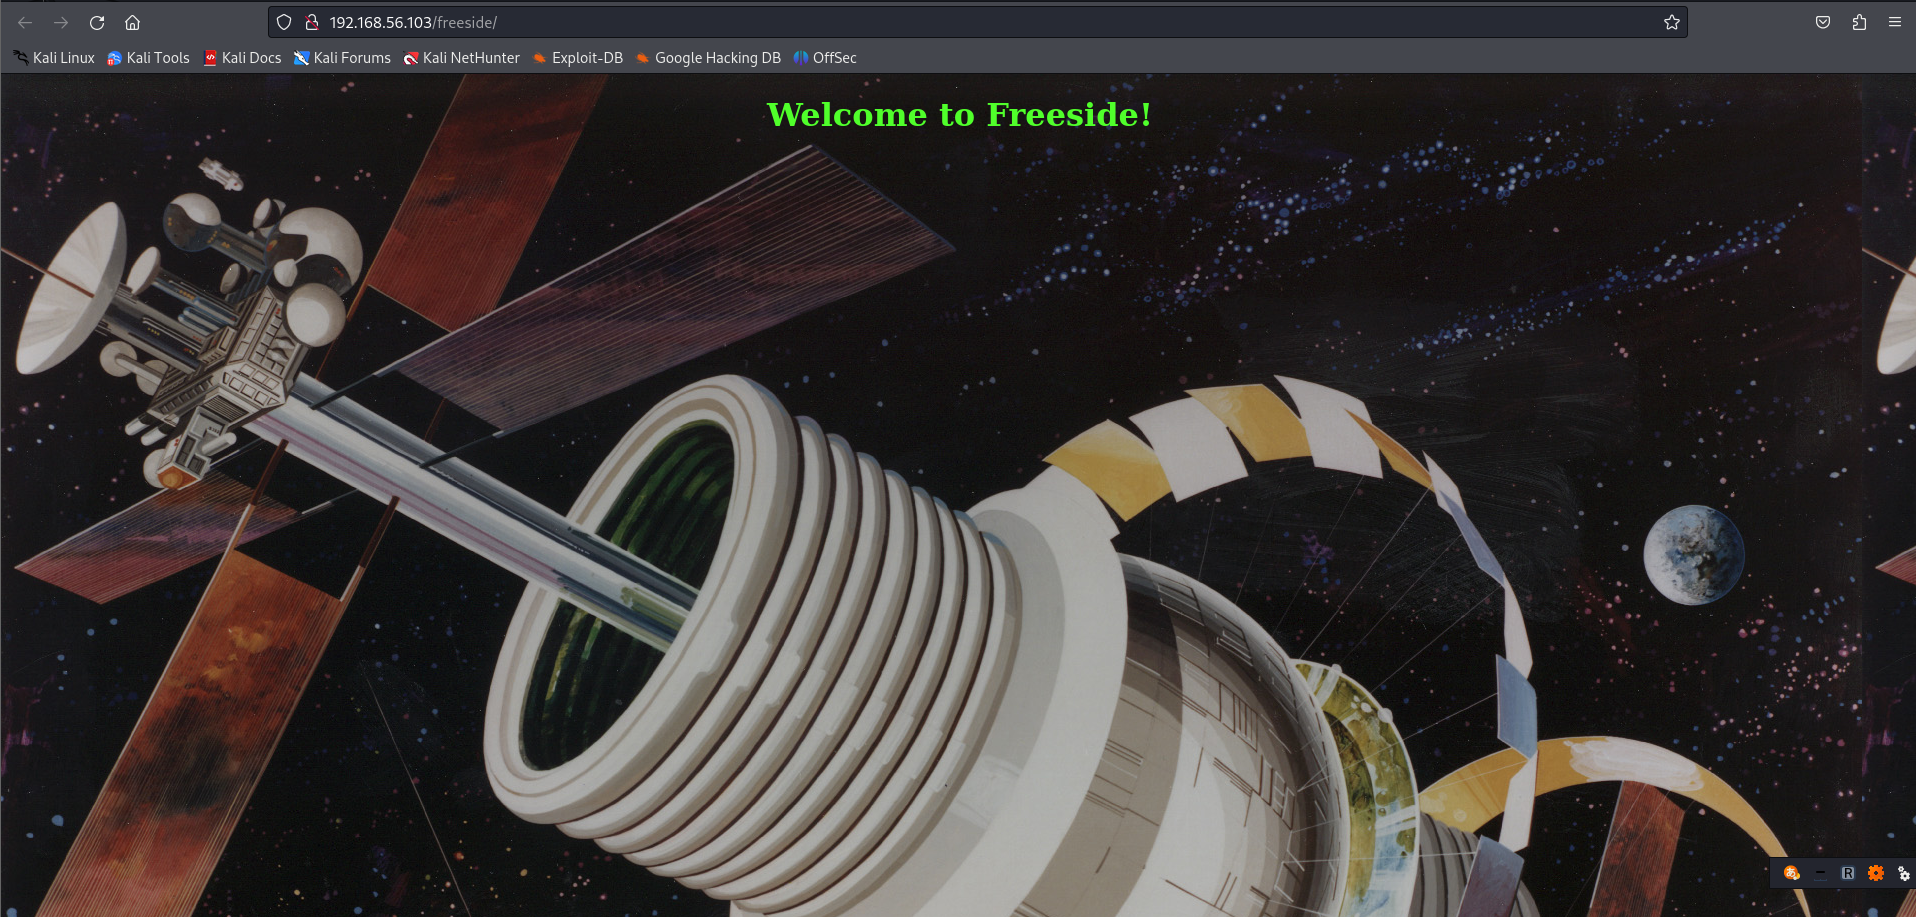 192.168.56.103/freeside/
Kali Linux Kali Tools Kali Docs Kali Forums Kali NetHunter Exploit-DB Google Hacking DB OffSec
Welcome to Freeside!
R